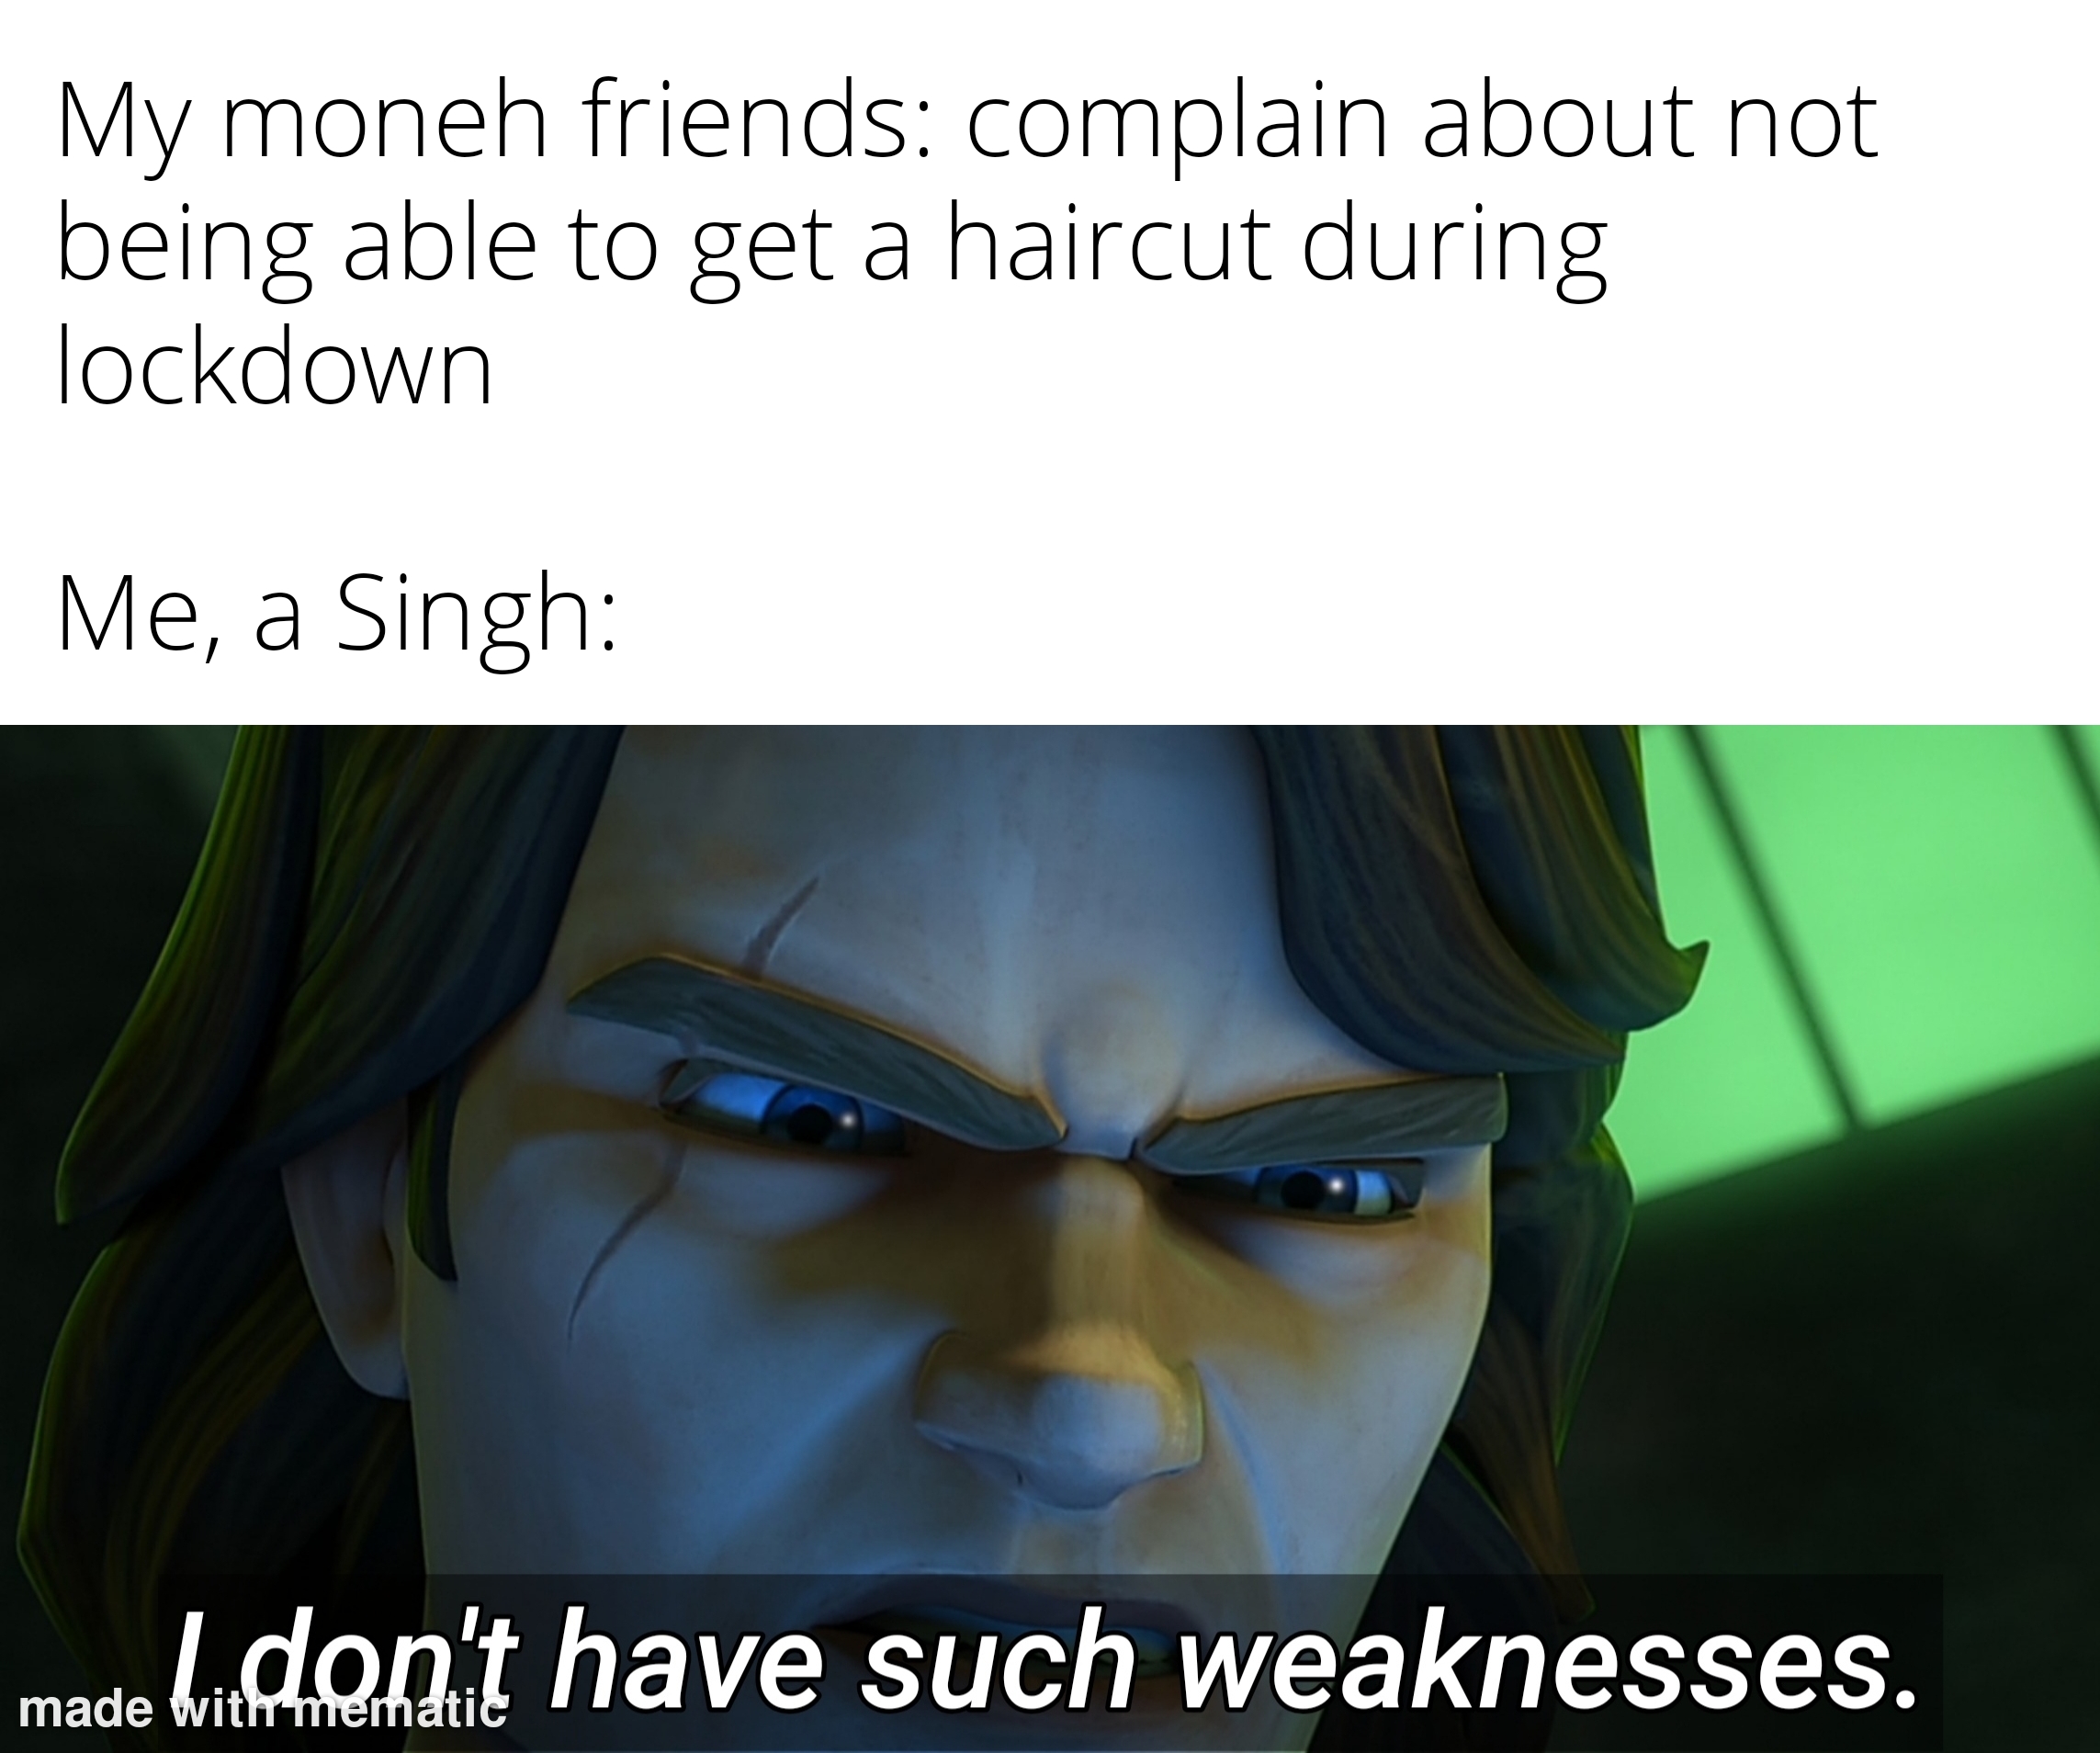 My moneh friends: complain about not
being able to get a haircut during
lockdown
Me, a Singh:
I don't have such weaknesses.
made with mematic